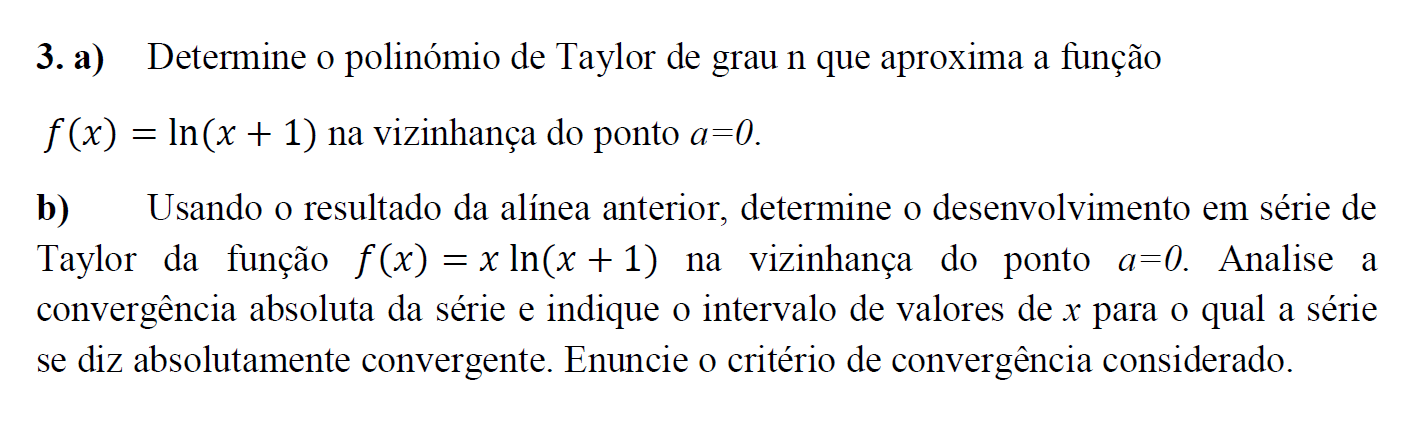 3. a) Determine o polinómio de Taylor de grau n que aproxima a função
f(x) = ln(x + 1) na vizinhança do ponto a=0.
b) Usando o resultado da alínea anterior, determine o desenvolvimento em série de
Taylor da função f(x) = x ln(x + 1) na vizinhança do ponto a=0. Analise a
convergência absoluta da série e indique o intervalo de valores de x para o qual a série
se diz absolutamente convergente. Enuncie o critério de convergência considerado.